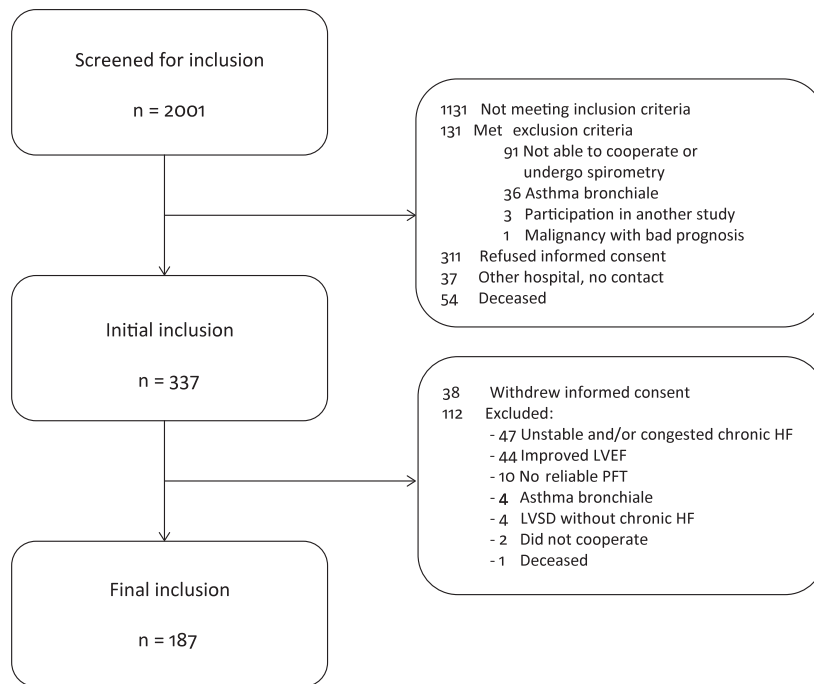 Screened for inclusion
n = 2001
1131 Not meeting inclusion criteria
131 Met exclusion criteria
91 Not able to cooperate or
undergo spirometry
36 Asthma bronchiale
3 Participation in another study
1 Malignancy with bad prognosis
311 Refused informed consent
37 Other hospital, no contact
54 Deceased
Initial inclusion
n = 337
38 Withdrew informed consent
112 Excluded:
- 47 Unstable and/or congested chronic HF
- 44 Improved LVEF
- 10 No reliable PFT
- 4 Asthma bronchiale
- 4 LVSD without chronic HF
- 2 Did not cooperate
- 1 Deceased
Final inclusion
n = 187